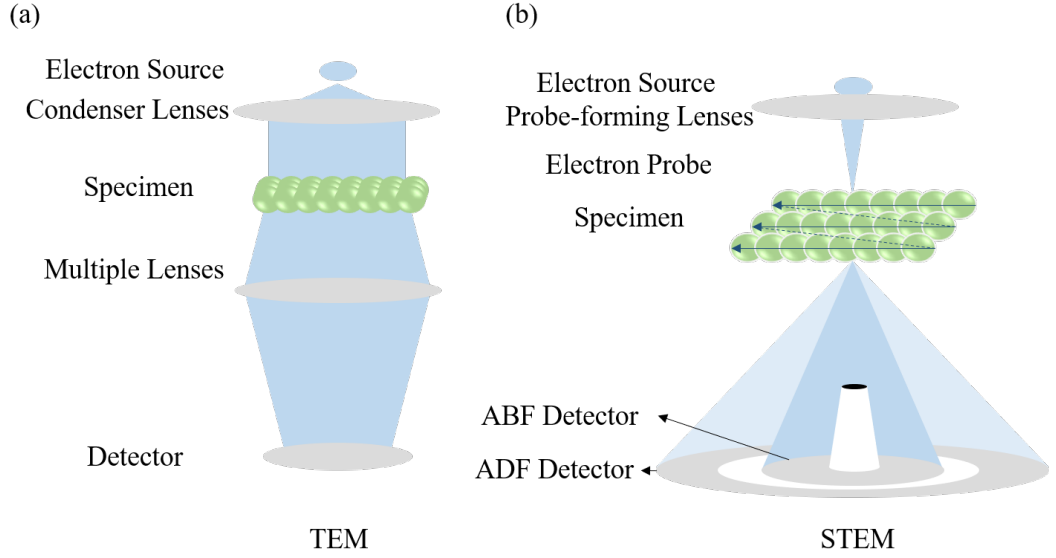 (a)
Electron Source
Condenser Lenses
Specimen
Multiple Lenses
Detector
TEM
(b)
Electron Source
Probe-forming Lenses
Electron Probe
Specimen
ABF Detector
ADF Detector
STEM